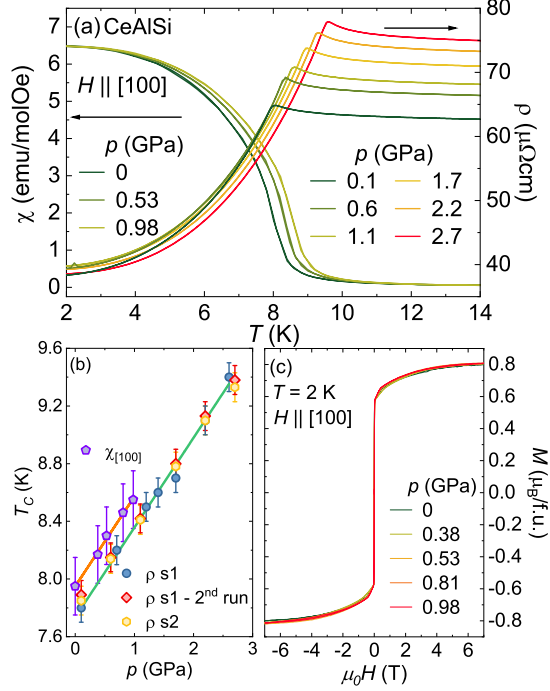 (a) CeAlSi
H || [100]
p (GPa)
0
0.53
0.98
p (GPa)
0.1
0.6
1.1
1.7
2.2
2.7
χ (emu/molOe)
7
6
5
4
3
2
1
0
ρ (μΩcm)
80
70
60
50
40
2 4 6 8 10 12 14
T (K)
(b)
χ[100]
ρ s1
ρ s1 - 2nd run
ρ s2
T_C (K)
9.6
9.2
8.8
8.4
8.0
7.6
0 1 2 3
p (GPa)
(c)
T = 2 K
H || [100]
p (GPa)
0
0.38
0.53
0.81
0.98
M (μB/f.u.)
0.8
0.6
0.4
0.2
0.0
-0.2
-0.4
-0.6
-0.8
-6 -4 -2 0 2 4 6
μ0H (T)